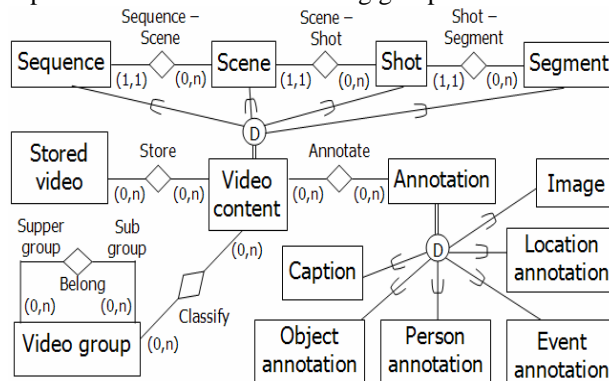 Sequence –
Scene
Scene –
Shot
Shot –
Segment
Sequence
(1,1)
(0,n)
Scene
(1,1)
(0,n)
Shot
(1,1)
(0,n)
Segment
D
Stored
video
Store
(0,n)
(0,n)
Video
content
Annotate
(0,n)
(0,n)
Annotation
Image
(0,n)
Supper
group
Sub
group
Belong
(0,n)
(0,n)
Classify
Video group
(0,n)
D
Caption
Location
annotation
Object
annotation
Person
annotation
Event
annotation